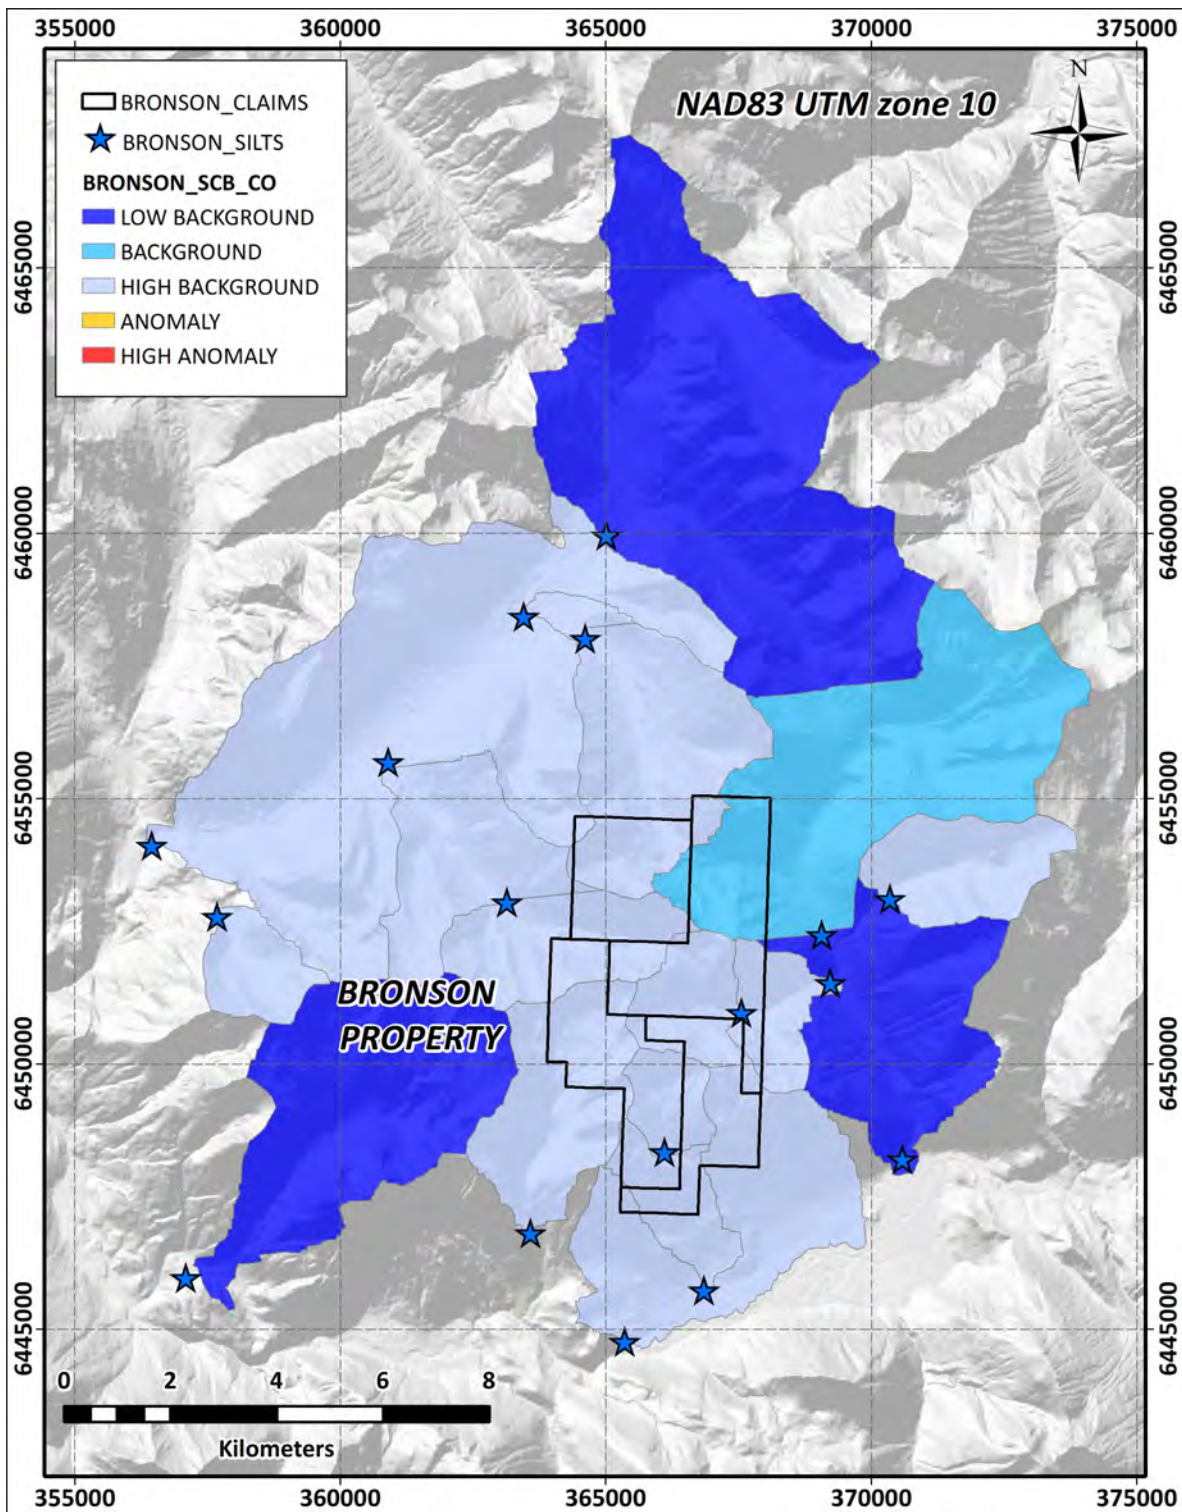 355000 360000 365000 370000 375000
NAD83 UTM zone 10
N
BRONSON_CLAIMS
BRONSON_SILTS
BRONSON_SCB_CO
LOW BACKGROUND
BACKGROUND
HIGH BACKGROUND
ANOMALY
HIGH ANOMALY
6465000 6465000
6460000 6460000
6455000 6455000
BRONSON
PROPERTY
6450000 6450000
6445000 6445000
0 2 4 6 8
Kilometers
355000 360000 365000 370000 375000